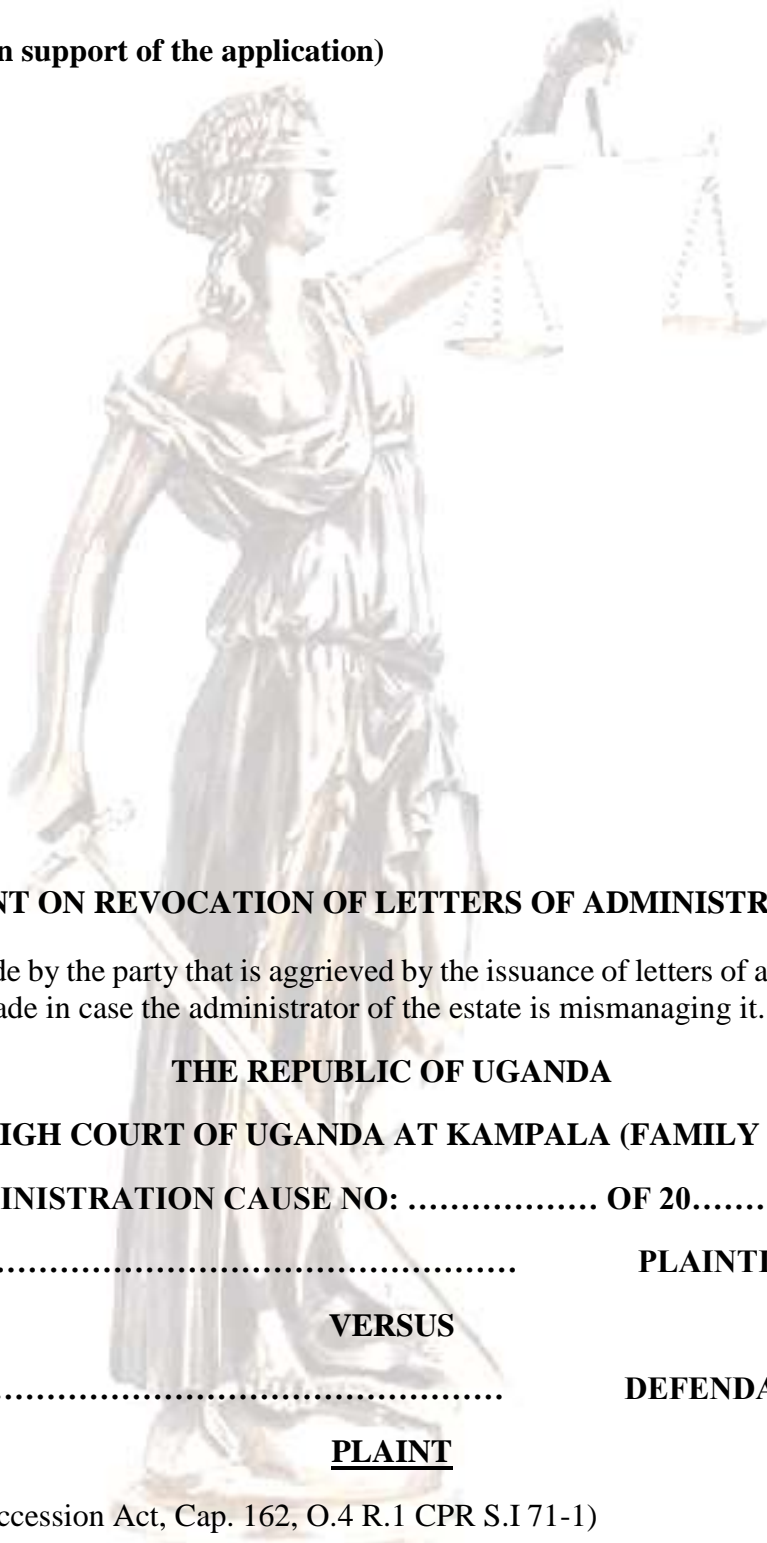 n support of the application)
NT ON REVOCATION OF LETTERS OF ADMINISTR
de by the party that is aggrieved by the issuance of letters of a
ade in case the administrator of the estate is mismanaging it.
THE REPUBLIC OF UGANDA
IGH COURT OF UGANDA AT KAMPALA (FAMILY
INISTRATION CAUSE NO: ……………… OF 20…….
…………………………………………… PLAINTI
VERSUS
…………………………………………… DEFENDA
PLAINT
ccession Act, Cap. 162, O.4 R.1 CPR S.I 71-1)